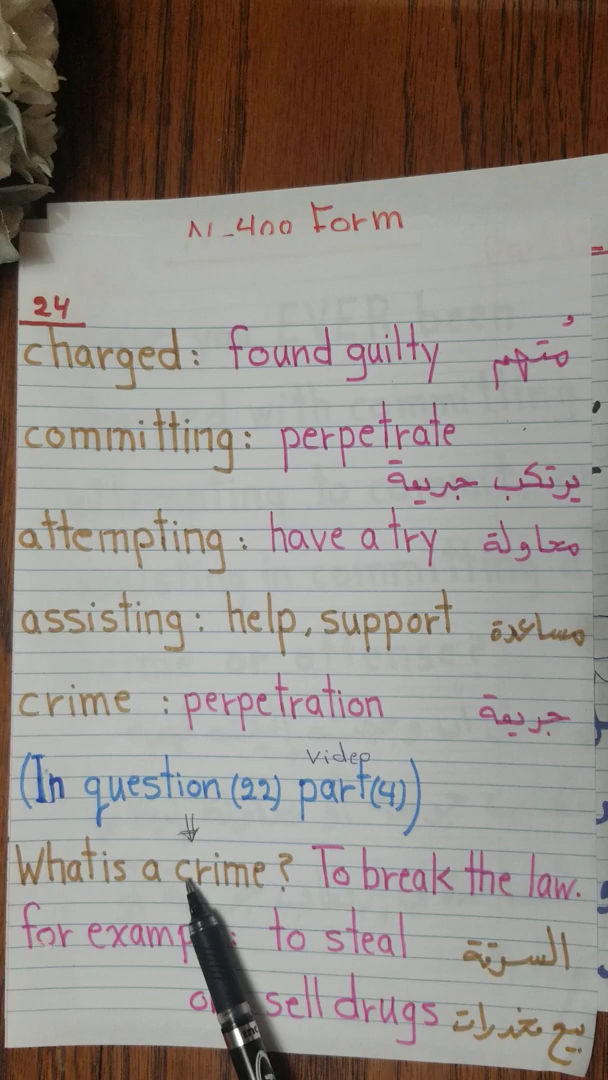 N-400 Form
24
charged: found guilty مُتهم
committing: perpetrate
يرتكب جريمة
attempting: have a try محاولة
assisting: help, support مساعدة
crime: perpetration جريمة
video
(In question (22) part (4))
What is a crime? To break the law.
for examp : to steal السرقة
sell drugs بيع مخدرات